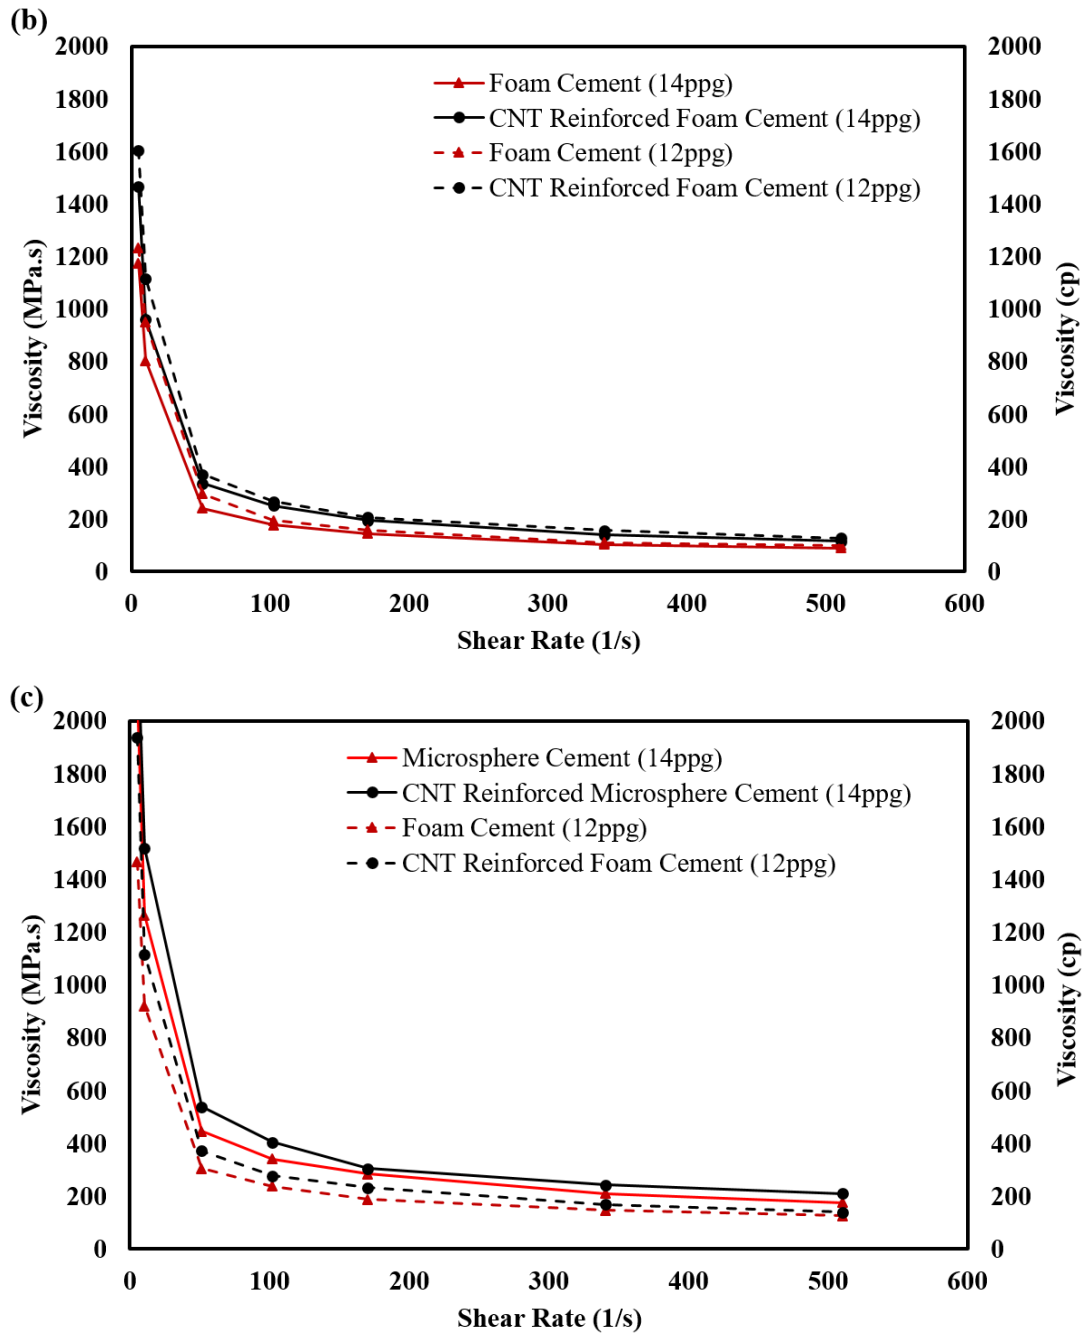 (b)
2000
1800
1600
1400
1200
1000
800
600
400
200
0
Viscosity (MPa.s)
Foam Cement (14ppg)
CNT Reinforced Foam Cement (14ppg)
Foam Cement (12ppg)
CNT Reinforced Foam Cement (12ppg)
2000
1800
1600
1400
1200
1000
800
600
400
200
0
Viscosity (cp)
0 100 200 300 400 500 600
Shear Rate (1/s)
(c)
2000
1800
1600
1400
1200
1000
800
600
400
200
0
Viscosity (MPa.s)
Microsphere Cement (14ppg)
CNT Reinforced Microsphere Cement (14ppg)
Foam Cement (12ppg)
CNT Reinforced Foam Cement (12ppg)
2000
1800
1600
1400
1200
1000
800
600
400
200
0
Viscosity (cp)
0 100 200 300 400 500 600
Shear Rate (1/s)